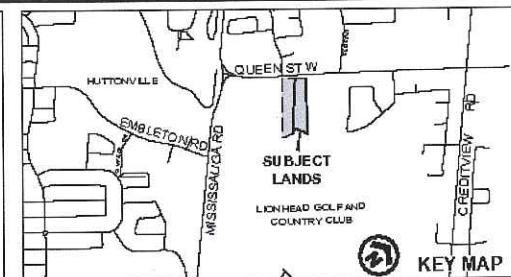 QUEEN ST W
HUTTONVILLE
EMBLETON RD
MISSISSAUGA RD
CREDITVIEW RD
SUBJECT
LANDS
LIONHEAD GOLF AND
COUNTRY CLUB
KEY MAP